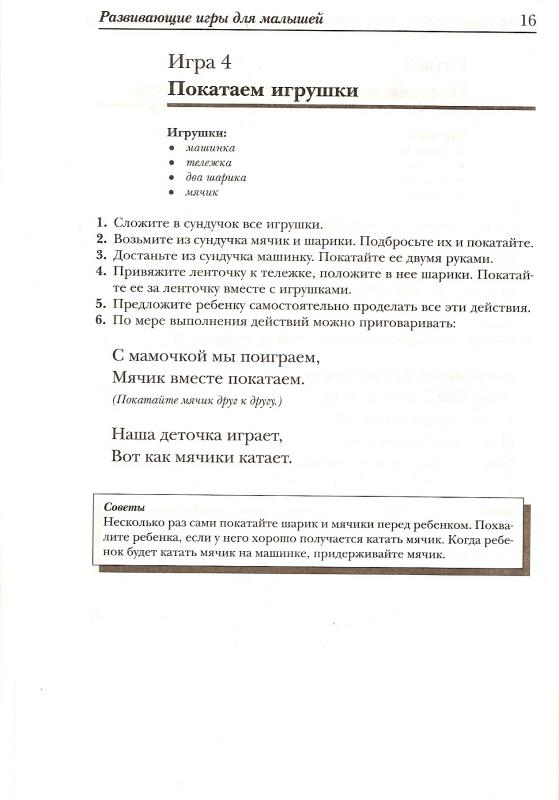 Развивающие игры для малышей 16
Игра 4
Покатаем игрушки
Игрушки:
• машинка
• тележка
• два шарика
• мячик
1. Сложите в сундучок все игрушки.
2. Возьмите из сундучка мячик и шарики. Подбросьте их и покатайте.
3. Достаньте из сундучка машинку. Покатайте ее двумя руками.
4. Привяжите ленточку к тележке, положите в нее шарики. Покатай-
те ее за ленточку вместе с игрушками.
5. Предложите ребенку самостоятельно проделать все эти действия.
6. По мере выполнения действий можно приговаривать:
С мамочкой мы поиграем,
Мячик вместе покатаем.
(Покатайте мячик друг к другу.)
Наша деточка играет,
Вот как мячики катает.
Советы
Несколько раз сами покатайте шарик и мячики перед ребенком. Похва-
лите ребенка, если у него хорошо получается катать мячик. Когда ребе-
нок будет катать мячик на машинке, придерживайте мячик.